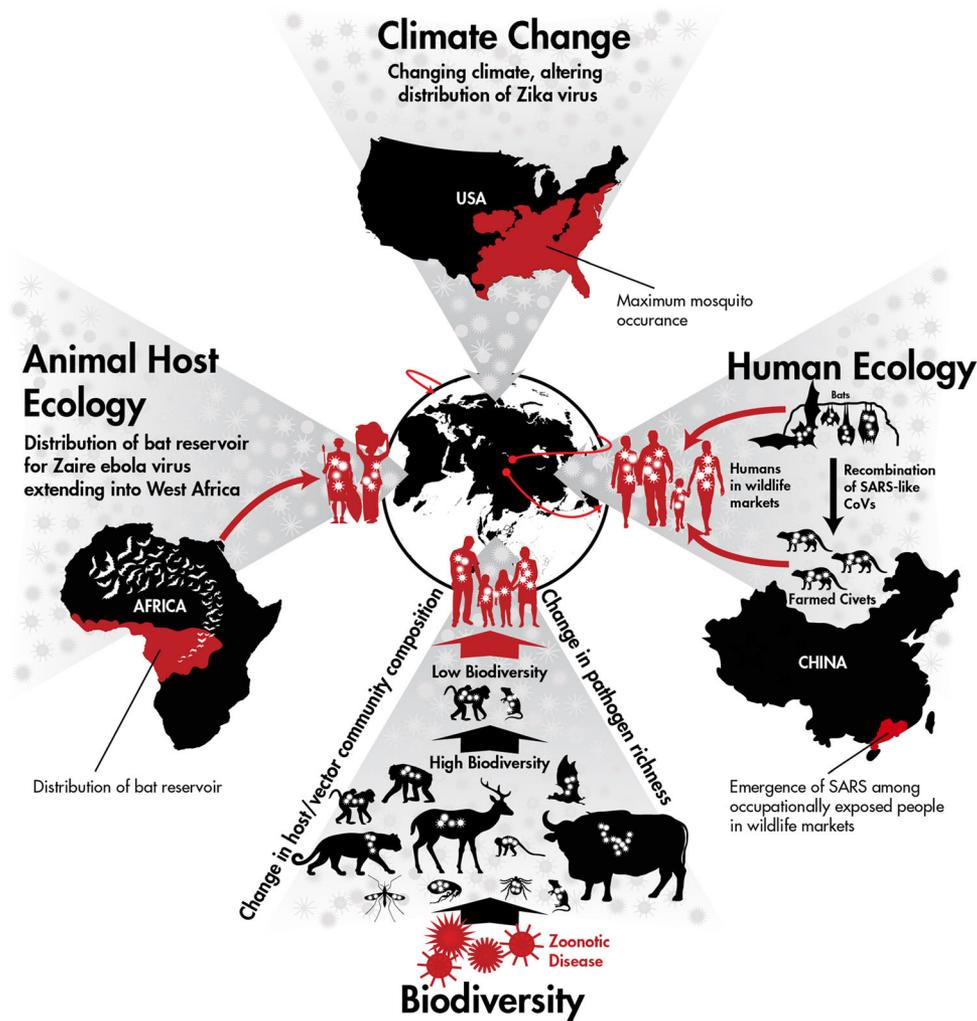 Climate Change
Changing climate, altering
distribution of Zika virus
USA
Maximum mosquito
occurance
Animal Host
Ecology
Distribution of bat reservoir
for Zaire ebola virus
extending into West Africa
AFRICA
Distribution of bat reservoir
Human Ecology
Bats
Humans
in wildlife
markets
Recombination
of SARS-like
CoVs
Farmed Civets
CHINA
Emergence of SARS among
occupationally exposed people
in wildlife markets
Change in host/vector community composition
Change in pathogen richness
Low Biodiversity
High Biodiversity
Zoonotic
Disease
Biodiversity